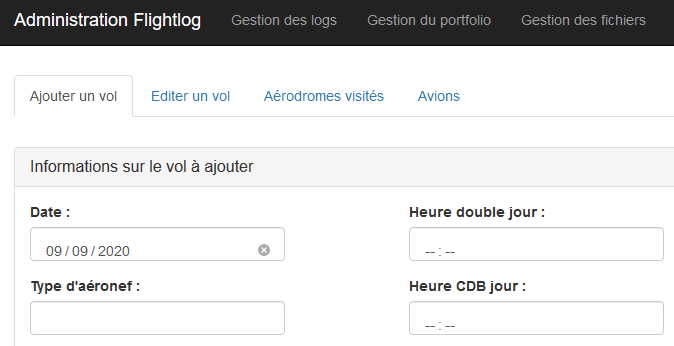 Administration Flightlog Gestion des logs Gestion du portfolio Gestion des fichiers
Ajouter un vol Editer un vol Aérodromes visités Avions
Informations sur le vol à ajouter
Date : Heure double jour :
09 / 09 / 2020 -- : --
Type d'aéronef : Heure CDB jour :
-- : --